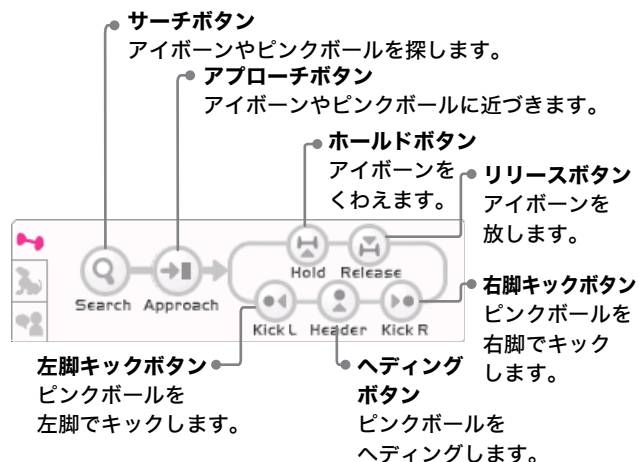 サーチボタン
アイボーンやピンクボールを探します。
アプローチボタン
アイボーンやピンクボールに近づきます。
ホールドボタン
アイボーンを
くわえます。
リリースボタン
アイボーンを
放します。
Search
Approach
Hold
Release
Kick L
Header
Kick R
右脚キックボタン
ピンクボールを
右脚でキック
します。
左脚キックボタン
ピンクボールを
左脚でキックします。
ヘディング
ボタン
ピンクボールを
ヘディングします。